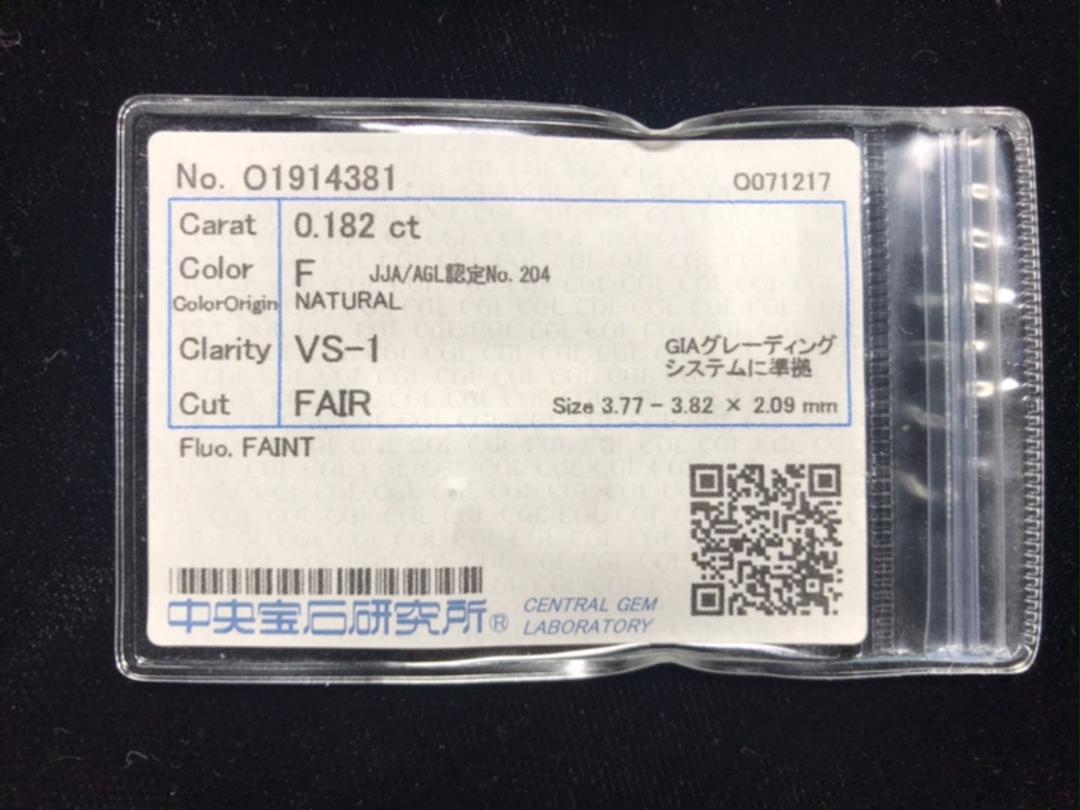 No. O1914381
O071217
Carat 0.182 ct
Color F JJA/AGL認定No. 204
ColorOrigin NATURAL
Clarity VS-1
GIAグレーディング
システムに準拠
Cut FAIR
Size 3.77 - 3.82 × 2.09 mm
Fluo. FAINT
中央宝石研究所®
CENTRAL GEM
LABORATORY